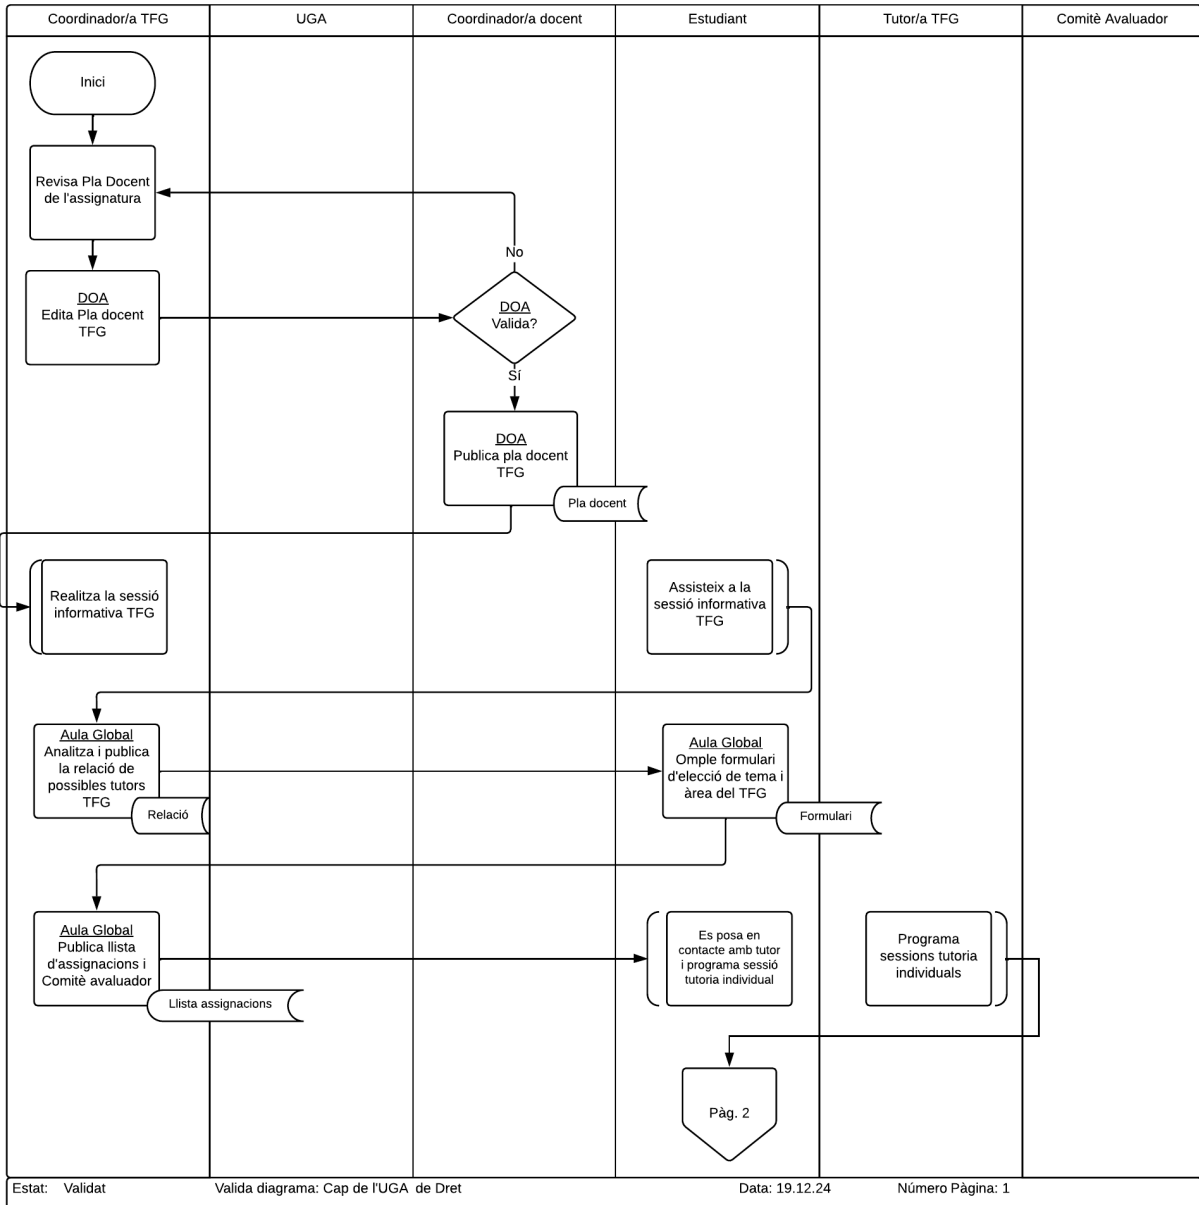 Coordinador/a TFG
UGA
Coordinador/a docent
Estudiant
Tutor/a TFG
Comitè Avaluador
Inici
Revisa Pla Docent
de l'assignatura
No
DOA
Edita Pla docent
TFG
DOA
Valida?
Sí
DOA
Publica pla docent
TFG
Pla docent
Realitza la sessió
informativa TFG
Assisteix a la
sessió informativa
TFG
Aula Global
Analitza i publica
la relació de
possibles tutors
TFG
Relació
Aula Global
Omple formulari
d'elecció de tema i
àrea del TFG
Formulari
Aula Global
Publica llista
d'assignacions i
Comitè avaluador
Llista assignacions
Es posa en
contacte amb tutor
i programa sessió
tutoria individual
Programa
sessions tutoria
individuals
Pàg. 2
Estat: Validat
Valida diagrama: Cap de l'UGA de Dret
Data: 19.12.24
Número Pàgina: 1